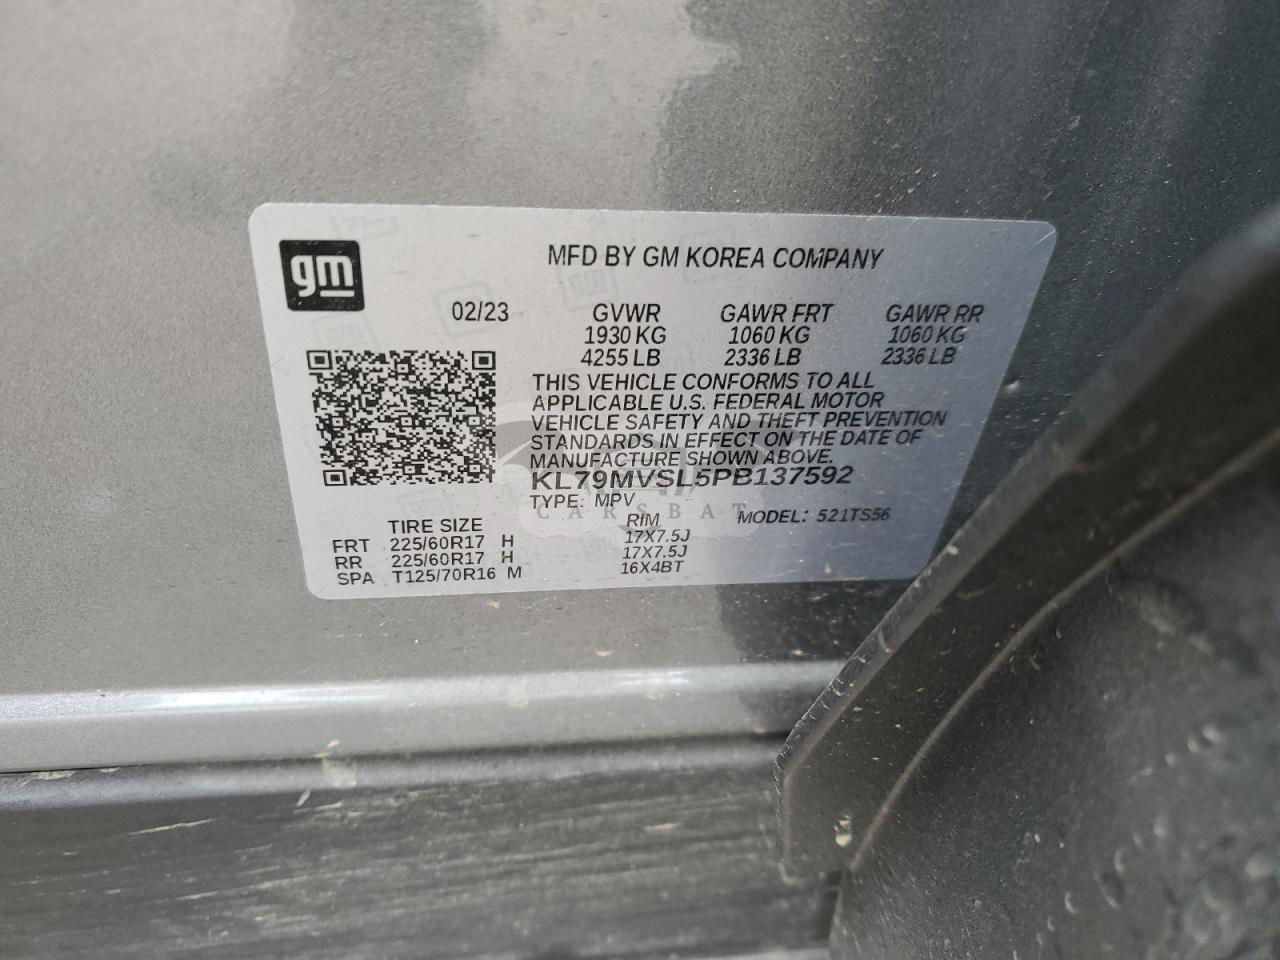 gm
MFD BY GM KOREA COMPANY
02/23 GVWR GAWR FRT GAWR RR
1930 KG 1060 KG 1060 KG
4255 LB 2336 LB 2336 LB
THIS VEHICLE CONFORMS TO ALL
APPLICABLE U.S. FEDERAL MOTOR
VEHICLE SAFETY AND THEFT PREVENTION
STANDARDS IN EFFECT ON THE DATE OF
MANUFACTURE SHOWN ABOVE.
KL79MVSL5PB137592
TYPE: MPV
CARSBAT
TIRE SIZE RIM MODEL: 521TS56
FRT 225/60R17 H 17X7.5J
RR 225/60R17 H 17X7.5J
SPA T125/70R16 M 16X4BT